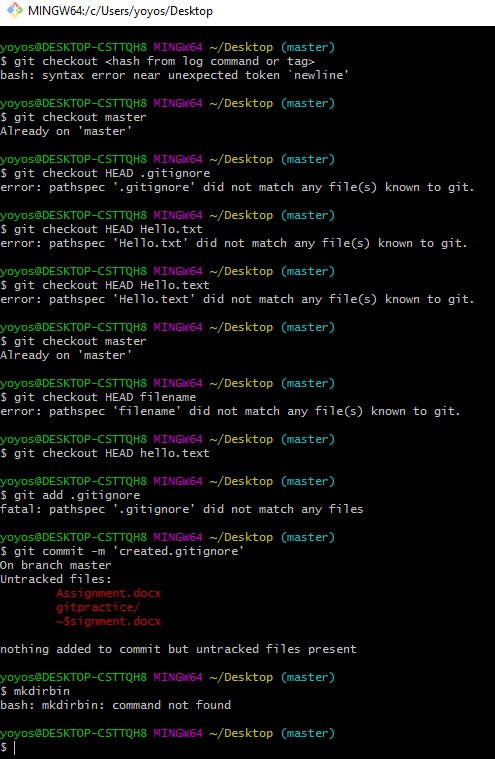 MINGW64:/c/Users/yoyos/Desktop
yoyos@DESKTOP-CSTTQH8 MINGW64 ~/Desktop (master)
$ git checkout <hash from log command or tag>
bash: syntax error near unexpected token `newline'
yoyos@DESKTOP-CSTTQH8 MINGW64 ~/Desktop (master)
$ git checkout master
Already on 'master'
yoyos@DESKTOP-CSTTQH8 MINGW64 ~/Desktop (master)
$ git checkout HEAD .gitignore
error: pathspec '.gitignore' did not match any file(s) known to git.
yoyos@DESKTOP-CSTTQH8 MINGW64 ~/Desktop (master)
$ git checkout HEAD Hello.txt
error: pathspec 'Hello.txt' did not match any file(s) known to git.
yoyos@DESKTOP-CSTTQH8 MINGW64 ~/Desktop (master)
$ git checkout HEAD Hello.text
error: pathspec 'Hello.text' did not match any file(s) known to git.
yoyos@DESKTOP-CSTTQH8 MINGW64 ~/Desktop (master)
$ git checkout master
Already on 'master'
yoyos@DESKTOP-CSTTQH8 MINGW64 ~/Desktop (master)
$ git checkout HEAD filename
error: pathspec 'filename' did not match any file(s) known to git.
yoyos@DESKTOP-CSTTQH8 MINGW64 ~/Desktop (master)
$ git checkout HEAD hello.text
yoyos@DESKTOP-CSTTQH8 MINGW64 ~/Desktop (master)
$ git add .gitignore
fatal: pathspec '.gitignore' did not match any files
yoyos@DESKTOP-CSTTQH8 MINGW64 ~/Desktop (master)
$ git commit -m 'created.gitignore'
On branch master
Untracked files:
Assignment.docx
gitpractice/
~$signment.docx
nothing added to commit but untracked files present
yoyos@DESKTOP-CSTTQH8 MINGW64 ~/Desktop (master)
$ mkdirbin
bash: mkdirbin: command not found
yoyos@DESKTOP-CSTTQH8 MINGW64 ~/Desktop (master)
$